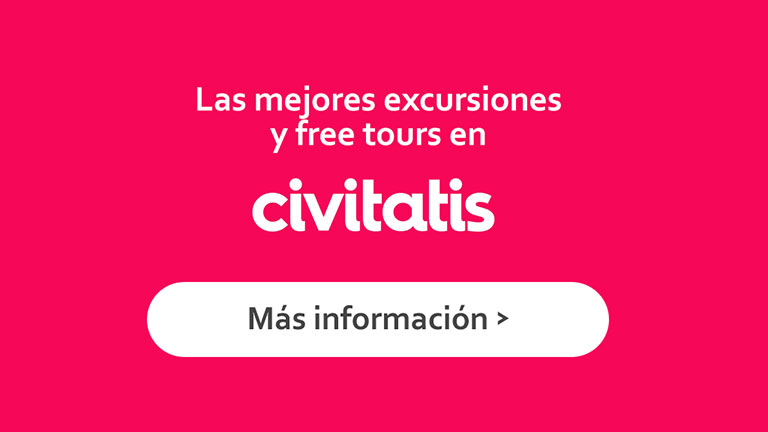 Las mejores excursiones
y free tours en
civitatis
Más información >